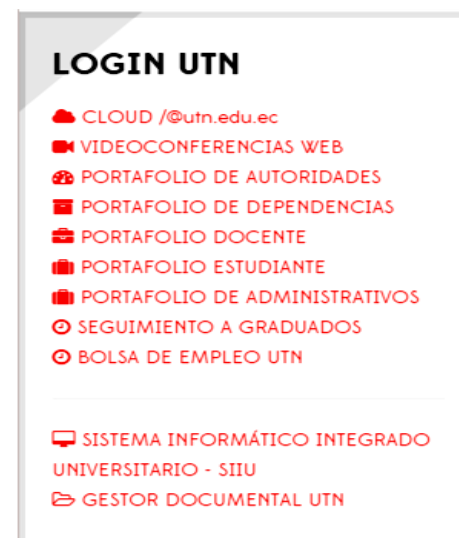 LOGIN UTN
CLOUD /@utn.edu.ec
VIDEOCONFERENCIAS WEB
PORTAFOLIO DE AUTORIDADES
PORTAFOLIO DE DEPENDENCIAS
PORTAFOLIO DOCENTE
PORTAFOLIO ESTUDIANTE
PORTAFOLIO DE ADMINISTRATIVOS
SEGUIMIENTO A GRADUADOS
BOLSA DE EMPLEO UTN
SISTEMA INFORMÁTICO INTEGRADO
UNIVERSITARIO - SIIU
GESTOR DOCUMENTAL UTN